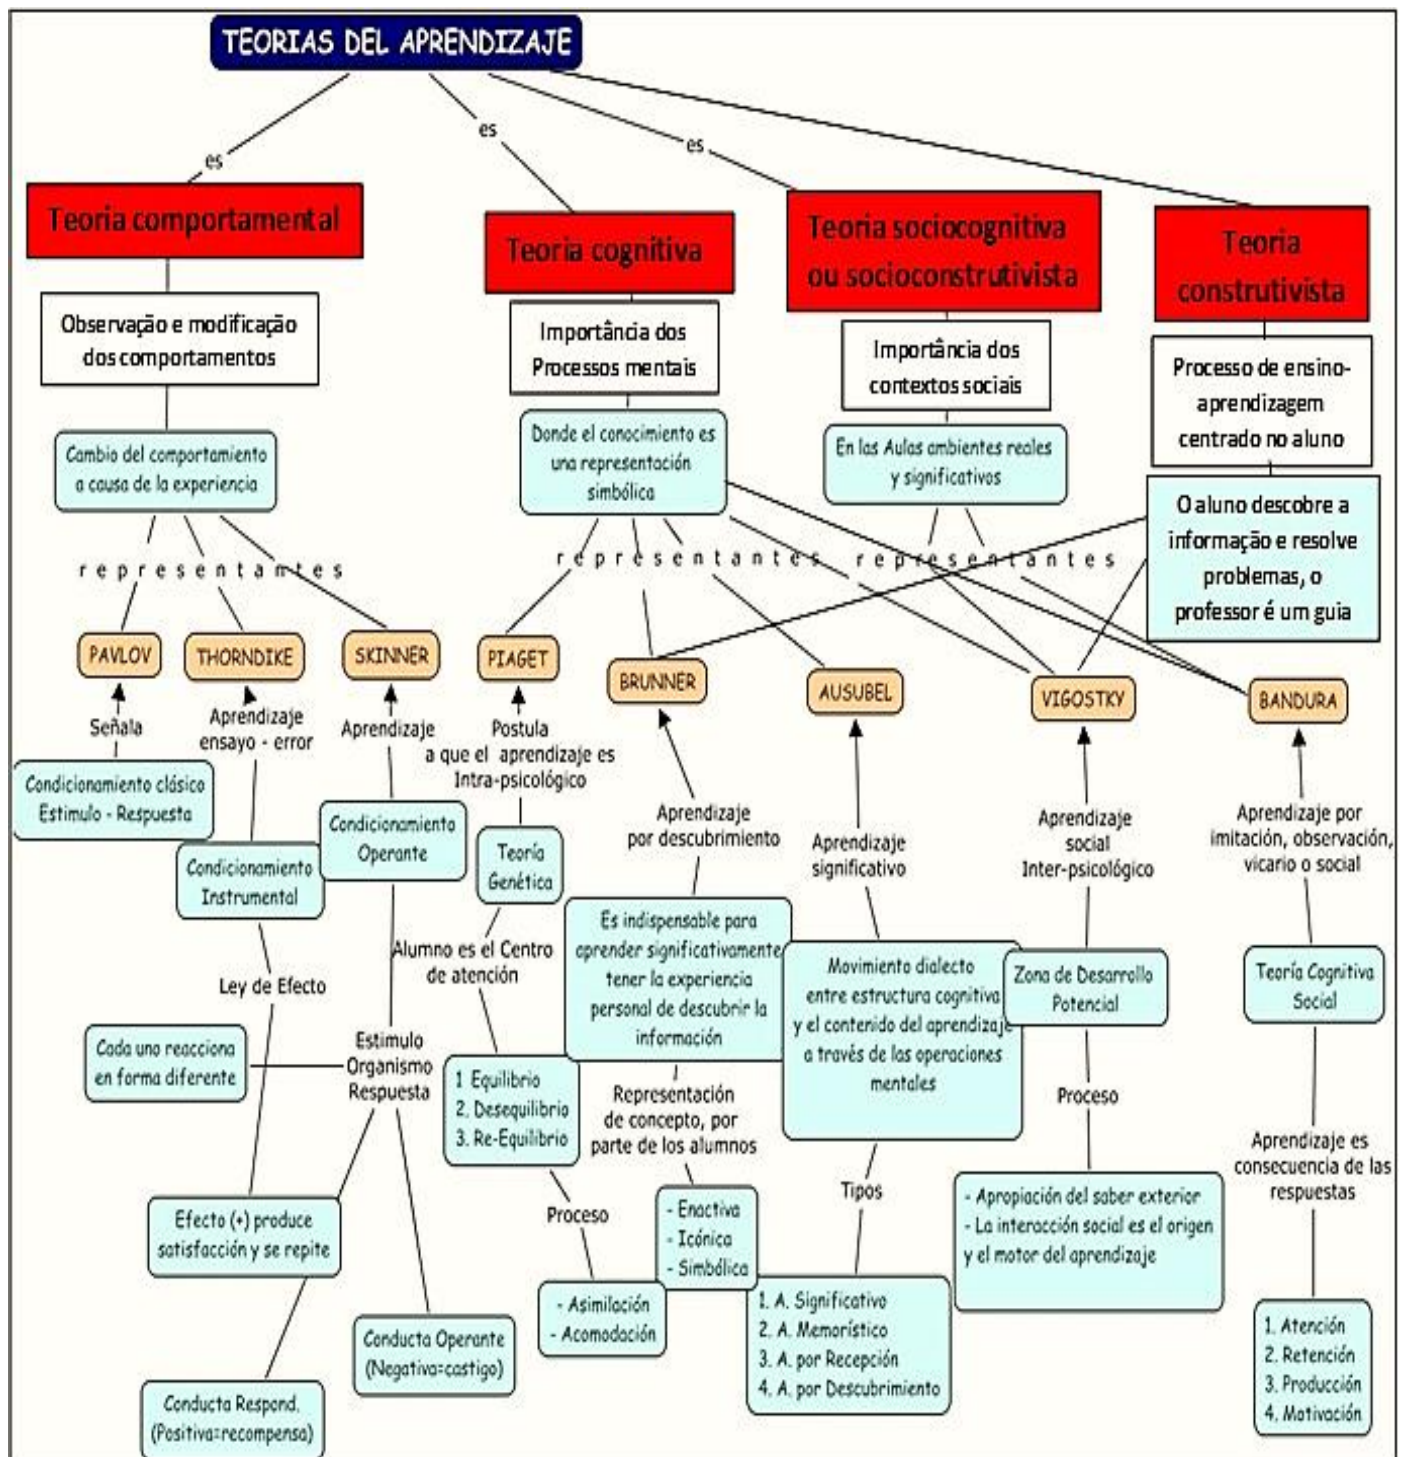 TEORIAS DEL APRENDIZAJE
es
es
es
Teoria comportamental
Teoria cognitiva
Teoria sociocognitiva
ou socioconstrutivista
Teoria
construtivista
Observação e modificação
dos comportamentos
Importância dos
Processos mentais
Importância dos
contextos sociais
Processo de ensino-
aprendizagem
centrado no aluno
Cambio del comportamiento
a causa de la experiencia
Donde el conocimiento es
una representación
simbólica
En las Aulas ambientes reales
y significativos
O aluno descobre a
informação e resolve
problemas, o
professor é um guia
representantes
representantes
representantes
PAVLOV
THORNDIKE
SKINNER
PIAGET
BRUNNER
AUSUBEL
VIGOSTKY
BANDURA
Señala
Condicionamiento clásico
Estimulo - Respuesta
Aprendizaje
ensayo - error
Condicionamiento
Instrumental
Ley de Efecto
Efecto (+) produce
satisfacción y se repite
Aprendizaje
Condicionamiento
Operante
Estimulo
Organismo
Respuesta
Cada uno reacciona
en forma diferente
Conducta Respond.
(Positiva=recompensa)
Conducta Operante
(Negativa=castigo)
Postula
a que el aprendizaje es
Intra-psicológico
Teoría
Genética
Alumno es el Centro
de atención
1 Equilibrio
2. Desequilibrio
3. Re-Equilibrio
Proceso
- Asimilación
- Acomodación
Aprendizaje
por descubrimiento
Es indispensable para
aprender significativamente
tener la experiencia
personal de descubrir la
información
Representación
de concepto, por
parte de los alumnos
- Enactiva
- Icónica
- Simbólica
Aprendizaje
significativo
Movimiento dialecto
entre estructura cognitiva
y el contenido del aprendizaje
a través de las operaciones
mentales
Tipos
1. A. Significativo
2. A. Memorístico
3. A. por Recepción
4. A. por Descubrimiento
Aprendizaje
social
Inter-psicológico
Zona de Desarrollo
Potencial
Proceso
- Apropiación del saber exterior
- La interacción social es el origen
y el motor del aprendizaje
Aprendizaje por
imitación, observación,
vicario o social
Teoría Cognitiva
Social
Aprendizaje es
consecuencia de las
respuestas
1. Atención
2. Retención
3. Producción
4. Motivación